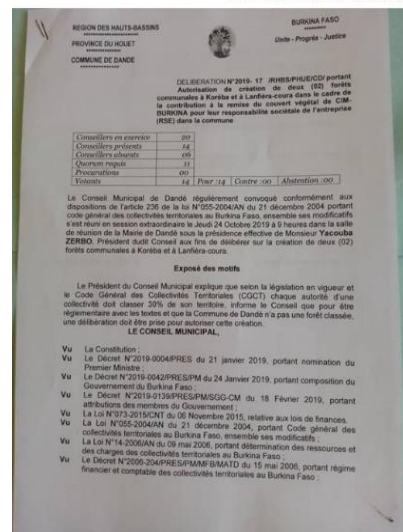 REGION DES HAUTS-BASSINS
PROVINCE DU HOUET
COMMUNE DE DANDE
BURKINA FASO
Unité - Progrès - Justice
DELIBERATION N°2019- 17 /RHBS/PHUE/CD/ portant
Autorisation de création de deux (02) forêts
communales à Koréba et à Lanfiéra-coura dans le cadre de
la contribution à la remise du couvert végétal de CIM-
BURKINA pour leur responsabilité sociétale de l'entreprise
(RSE) dans la commune
Conseillers en exercice 20
Conseillers présents 14
Conseillers absents 06
Quorum requis 11
Procurations 00
Votants 14 Pour :14 Contre :00 Abstention :00
Le Conseil Municipal de Dandé régulièrement convoqué conformément aux
dispositions de l'article 236 de la loi N°055-2004/AN du 21 décembre 2004 portant
code général des collectivités territoriales au Burkina Faso, ensemble ses modificatifs
s'est réuni en session extraordinaire le Jeudi 24 Octobre 2019 à 9 heures dans la salle
de réunion de la Mairie de Dandé sous la présidence effective de Monsieur Yacouba
ZERBO, Président dudit Conseil aux fins de délibérer sur la création de deux (02)
forêts communales à Koréba et à Lanfiéra-coura.
Exposé des motifs
Le Président du Conseil Municipal explique que selon la législation en vigueur et
le Code Général des Collectivités Territoriales (CGCT) chaque autorité d'une
collectivité doit classer 30% de son territoire, informe le Conseil que pour être
réglementaire avec les textes et que la Commune de Dandé n'a pas une forêt classée,
une délibération doit être prise pour autoriser cette création.
LE CONSEIL MUNICIPAL,
Vu La Constitution ;
Vu Le Décret N°2019-0004/PRES du 21 janvier 2019, portant nomination du
Premier Ministre ;
Vu Le Décret N°2019-0042/PRES/PM du 24 Janvier 2019, portant composition du
Gouvernement du Burkina Faso ;
Vu Le Décret N°2019-0139/PRES/PM/SGG-CM du 18 Février 2019, portant
attributions des membres du Gouvernement ;
Vu La Loi N°073-2015/CNT du 06 Novembre 2015, relative aux lois de finances.
Vu La Loi N°055-2004/AN du 21 décembre 2004, portant Code général des
collectivités territoriales au Burkina Faso, ensemble ses modificatifs ;
Vu La Loi N°14-2006/AN du 09 mai 2006, portant détermination des ressources et
des charges des collectivités territoriales au Burkina Faso ;
Vu Le Décret N°2006-204/PRES/PM/MFB/MATD du 15 mai 2006, portant régime
financier et comptable des collectivités territoriales au Burkina Faso ;